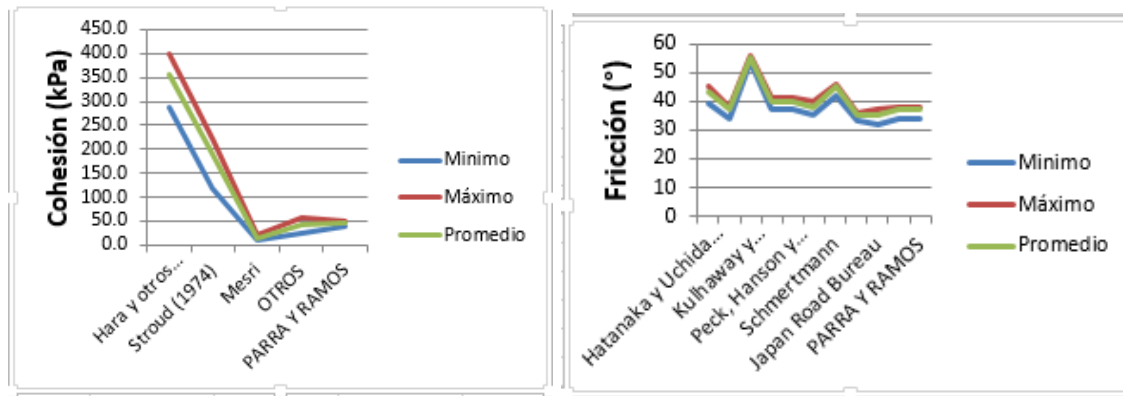 Cohesión (kPa)
450.0
400.0
350.0
300.0
250.0
200.0
150.0
100.0
50.0
0.0
Hara y otros...
Stroud (1974)
Mesri
OTROS
PARRA Y RAMOS
Minimo
Máximo
Promedio
Fricción (°)
60
50
40
30
20
10
0
Hatanaka y Uchida...
Kulhaway y...
Peck, Hanson y...
Schmertmann
Japan Road Bureau
PARRA Y RAMOS
Minimo
Máximo
Promedio